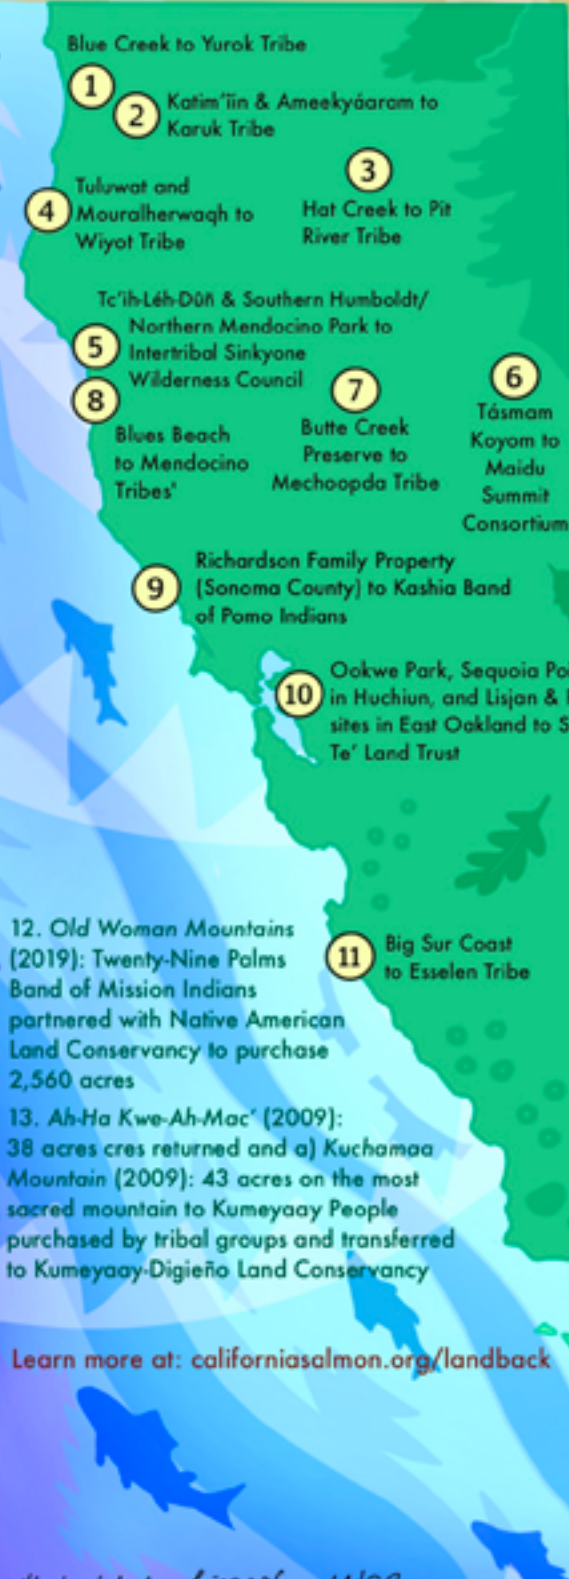 Blue Creek to Yurok Tribe
1
2
Katim'îin & Ameekyáaram to
Karuk Tribe
3
Hat Creek to Pit
River Tribe
4
Tuluwat and
Mouralherwaqh to
Wiyot Tribe
Tc'ih-Léh-Dûñ & Southern Humboldt/
Northern Mendocino Park to
5
Intertribal Sinkyone
Wilderness Council
6
Tásmam
Koyom to
Maidu
Summit
Consortium
7
Butte Creek
Preserve to
Mechoopda Tribe
8
Blues Beach
to Mendocino
Tribes'
9
Richardson Family Property
(Sonoma County) to Kashia Band
of Pomo Indians
10
Ookwe Park, Sequoia
in Huchiun, and Lisjan &
sites in East Oakland to
Te' Land Trust
11
Big Sur Coast
to Esselen Tribe
12. Old Woman Mountains
(2019): Twenty-Nine Palms
Band of Mission Indians
partnered with Native American
Land Conservancy to purchase
2,560 acres
13. Ah-Ha Kwe-Ah-Mac' (2009):
38 acres cres returned and a) Kuchamaa
Mountain (2009): 43 acres on the most
sacred mountain to Kumeyaay People
purchased by tribal groups and transferred
to Kumeyaay-Digieño Land Conservancy
Learn more at: californiasalmon.org/landback